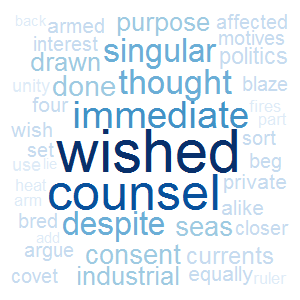 back armed purpose affected
interest singular motives
drawn politics
unity done thought blaze
four immediate fires
part
wish wished sort
set beg
use lie counsel private
heat
arm alike
bred despite seas closer
add
argue consent currents
covet industrial equally ruler